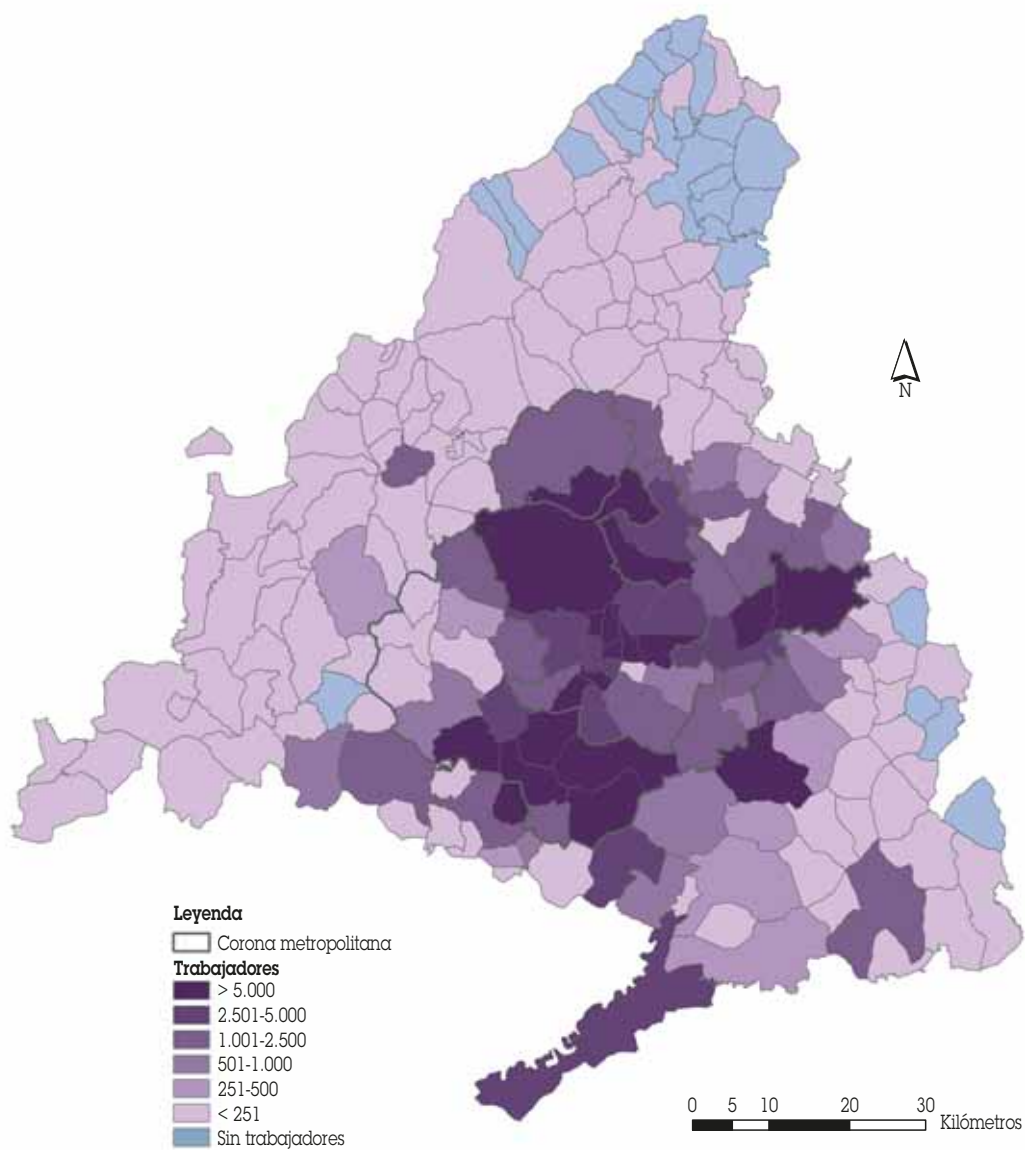 N
Leyenda
Corona metropolitana
Trabajadores
> 5.000
2.501-5.000
1.001-2.500
501-1.000
251-500
< 251
Sin trabajadores
0 5 10 20 30
Kilómetros